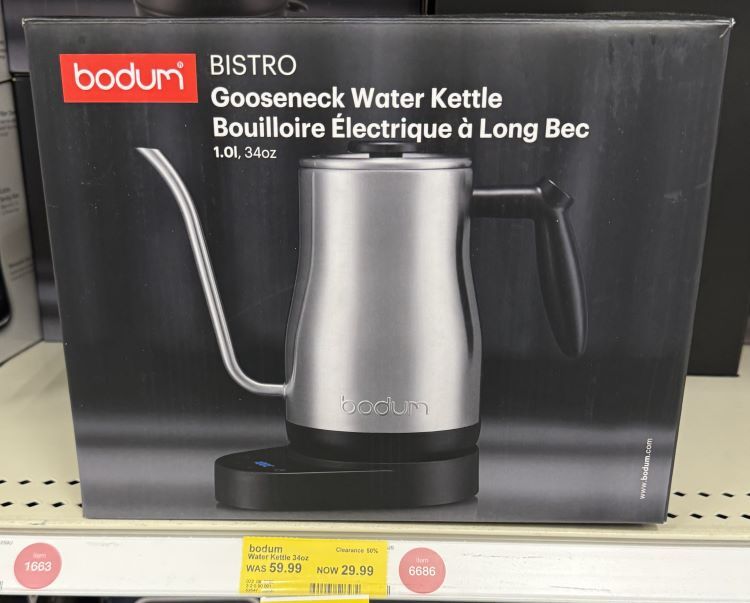 bodum
BISTRO
Gooseneck Water Kettle
Bouilloire Électrique à Long Bec
1.0l, 34oz
bodum
www.bodum.com
item
1663
bodum
Clearance 50%
Water Kettle 34oz
WAS 59.99 NOW 29.99
item
6686